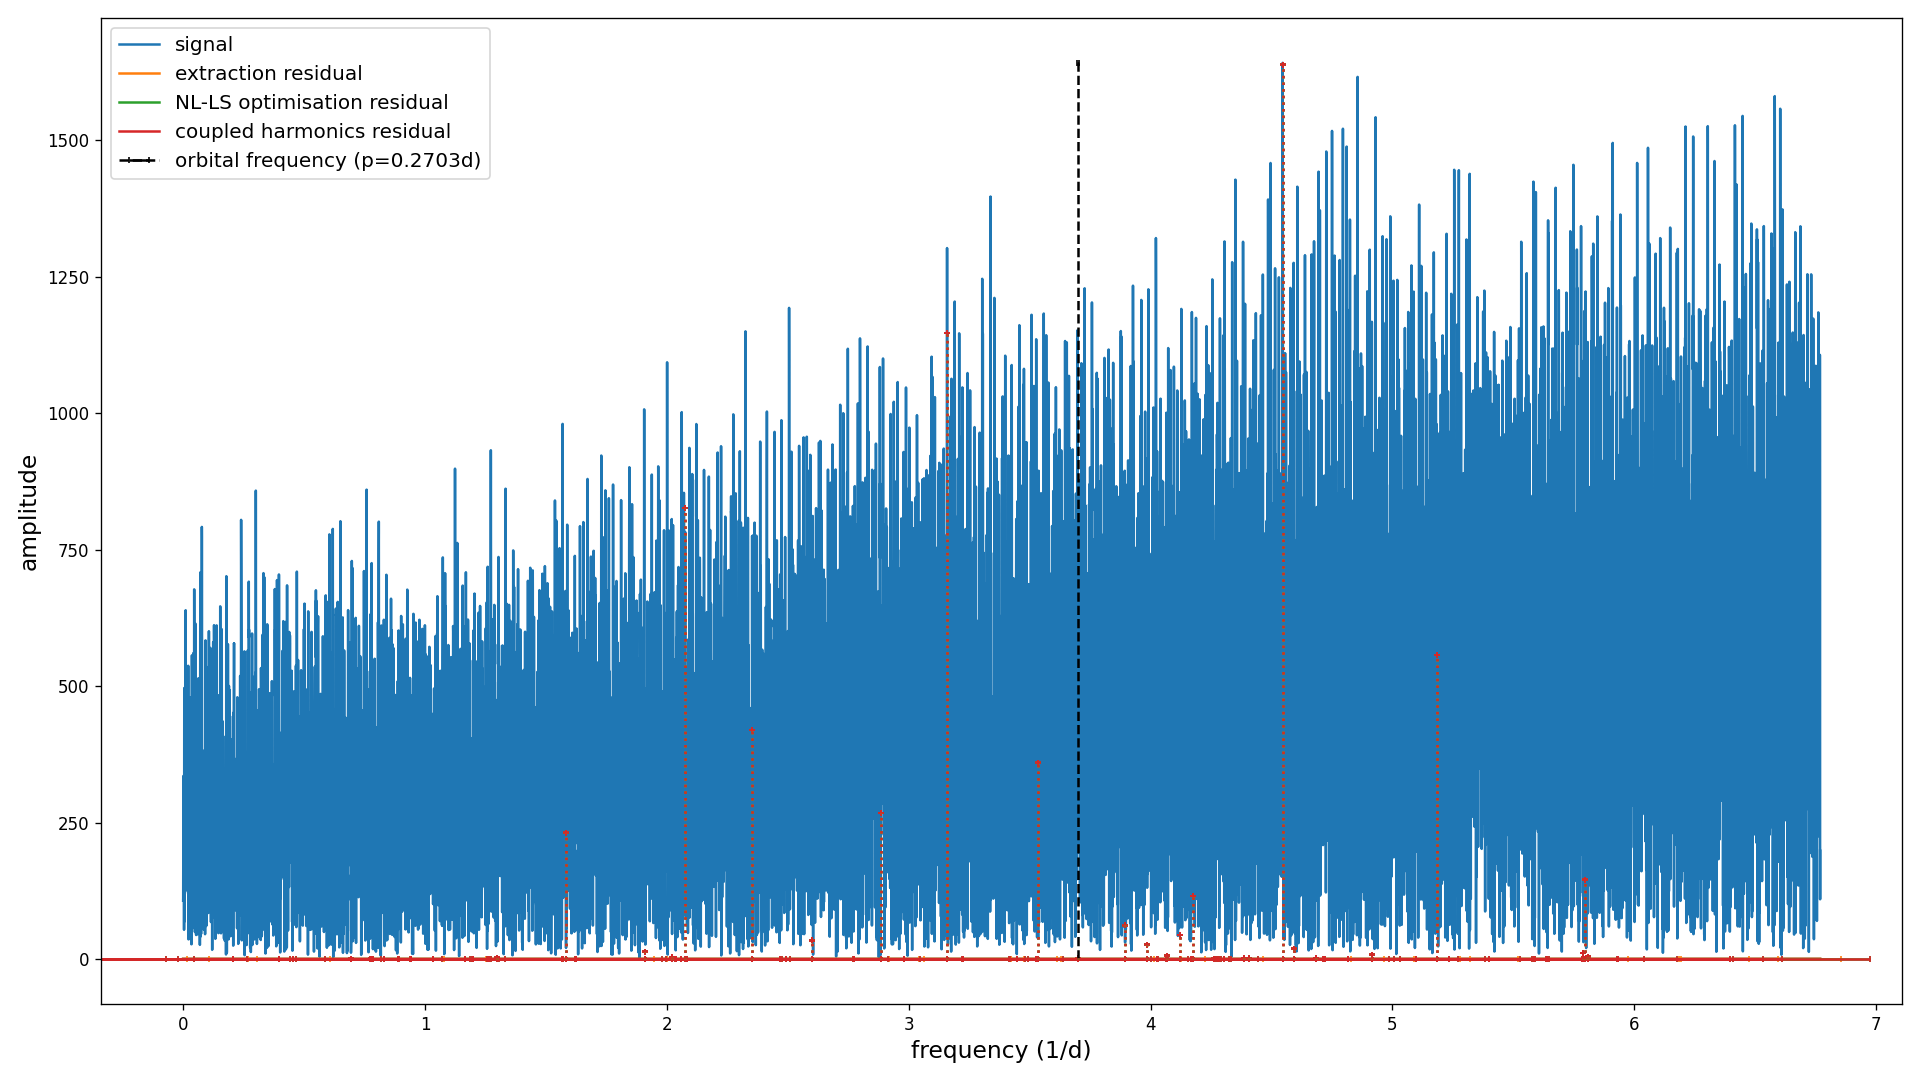 signal
extraction residual
NL-LS optimisation residual
coupled harmonics residual
orbital frequency (p=0.2703d)
amplitude
1500
1250
1000
750
500
250
0
0 1 2 3 4 5 6 7
frequency (1/d)